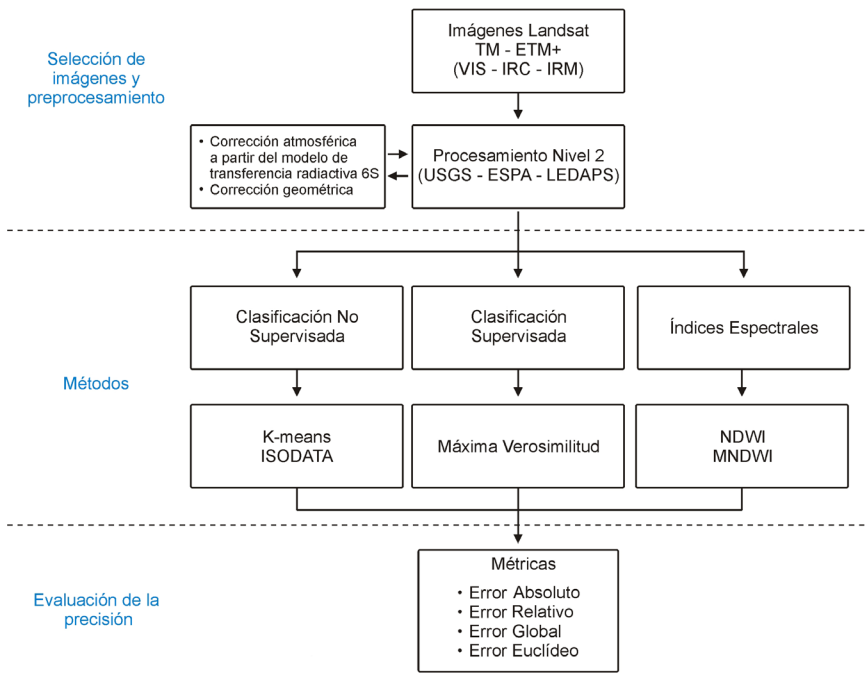 Selección de
imágenes y
preprocesamiento
Imágenes Landsat
TM - ETM+
(VIS - IRC - IRM)
• Corrección atmosférica
a partir del modelo de
transferencia radiactiva 6S
• Corrección geométrica
Procesamiento Nivel 2
(USGS - ESPA - LEDAPS)
Métodos
Clasificación No
Supervisada
Clasificación
Supervisada
Índices Espectrales
K-means
ISODATA
Máxima Verosimilitud
NDWI
MNDWI
Evaluación de la
precisión
Métricas
• Error Absoluto
• Error Relativo
• Error Global
• Error Euclídeo